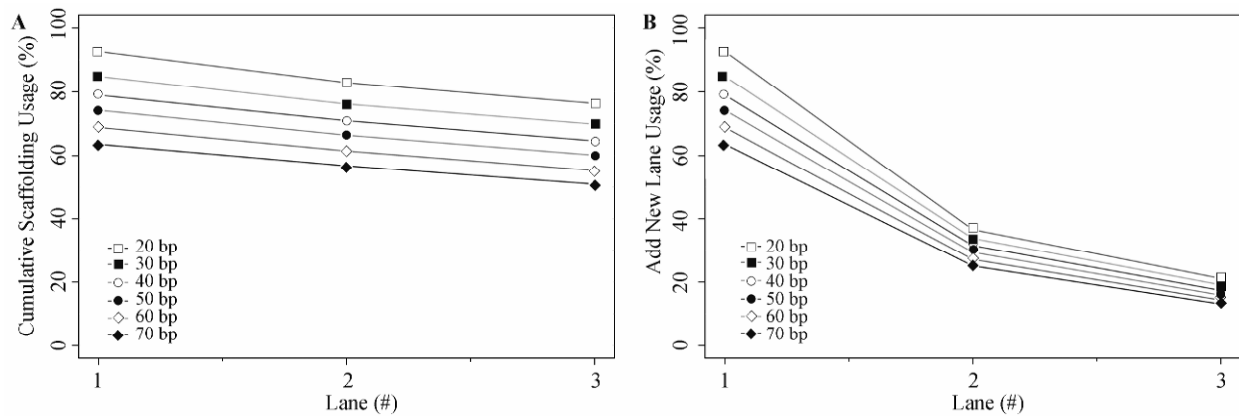 A
Cumulative Scaffolding Usage (%)
100
80
60
40
20
0
20 bp
30 bp
40 bp
50 bp
60 bp
70 bp
1 2 3
Lane (#)
B
Add New Lane Usage (%)
100
80
60
40
20
0
20 bp
30 bp
40 bp
50 bp
60 bp
70 bp
1 2 3
Lane (#)